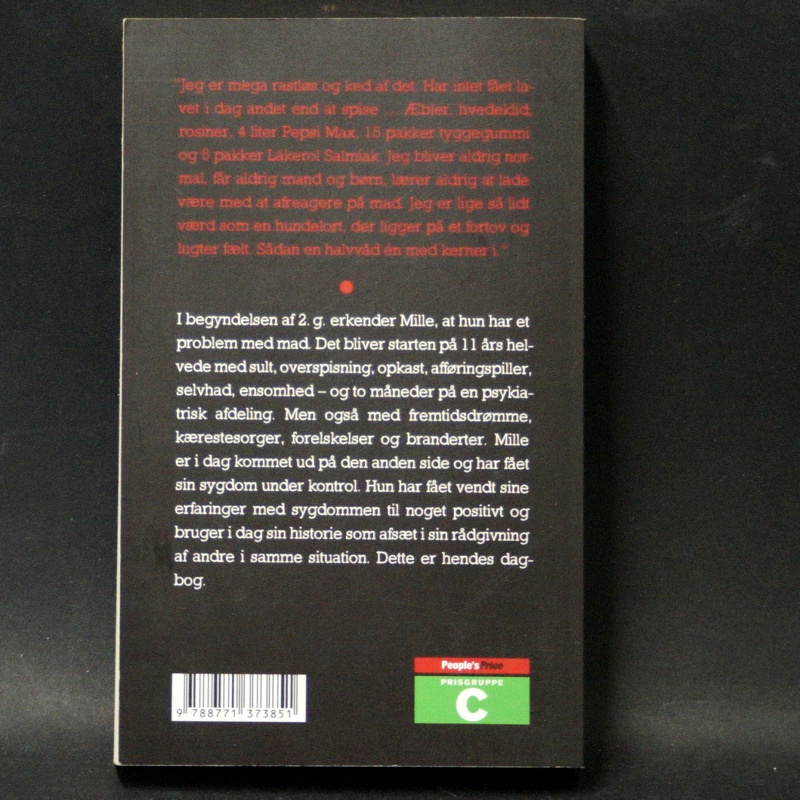 "Jeg er mega rastløs og ked af det. Har intet fået la-
vet i dag andet end at spise ... Æbler, hvedeklid,
rosiner, 4 liter Pepsi Max, 15 pakker tyggegummi
og 6 pakker Läkerol Salmiak. Jeg bliver aldrig nor-
mal, får aldrig mand og børn, lærer aldrig at lade
være med at afreagere på mad. Jeg er lige så lidt
værd som en hundelort, der ligger på et fortov og
lugter fælt. Sådan en halvvåd én med kerner i."
I begyndelsen af 2. g. erkender Mille, at hun har et
problem med mad. Det bliver starten på 11 års hel-
vede med sult, overspisning, opkast, afføringspiller,
selvhad, ensomhed – og to måneder på en psykia-
trisk afdeling. Men også med fremtidsdrømme,
kærestesorger, forelskelser og branderter. Mille
er i dag kommet ud på den anden side og har fået
sin sygdom under kontrol. Hun har fået vendt sine
erfaringer med sygdommen til noget positivt og
bruger i dag sin historie som afsæt i sin rådgivning
af andre i samme situation. Dette er hendes dag-
bog.
People'sPrice
PRISGRUPPE
C
9 788771 373851